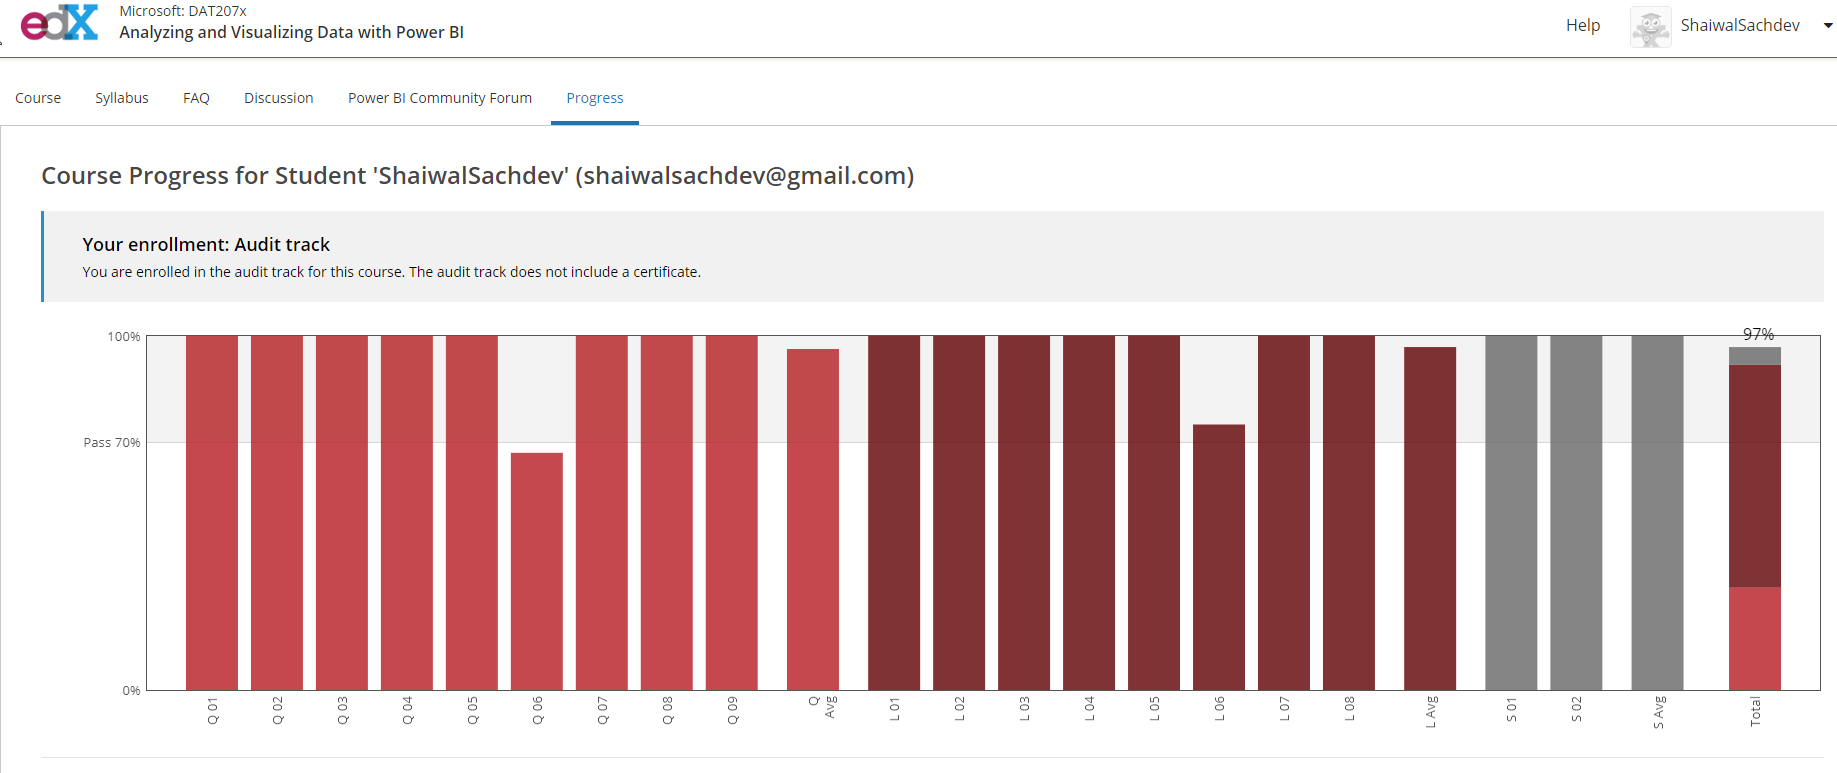 edX
Microsoft: DAT207x
Analyzing and Visualizing Data with Power BI
Help
ShaiwalSachdev
Course
Syllabus
FAQ
Discussion
Power BI Community Forum
Progress
Course Progress for Student 'ShaiwalSachdev' (shaiwalsachdev@gmail.com)
Your enrollment: Audit track
You are enrolled in the audit track for this course. The audit track does not include a certificate.
100%
Pass 70%
0%
97%
Q 01
Q 02
Q 03
Q 04
Q 05
Q 06
Q 07
Q 08
Q 09
Q
Avg
L 01
L 02
L 03
L 04
L 05
L 06
L 07
L 08
L Avg
S 01
S 02
S Avg
Total